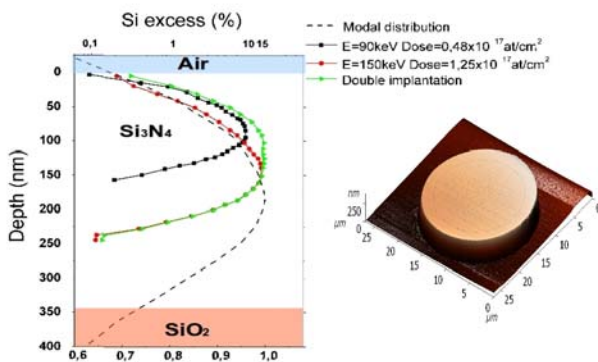 Si excess (%)
0,1 1 10 15
Modal distribution
E=90keV Dose=0,48x10 ¹⁷at/cm²
E=150keV Dose=1,25x10 ¹⁷at/cm²
Double implantation
Air
Si₃N₄
SiO₂
Depth (nm)
0
50
100
150
200
250
300
350
400
0,6 0,7 0,8 0,9 1,0
nm
250
0
μm
25
20
15
10
5
0
μm
25
20
15
10
5